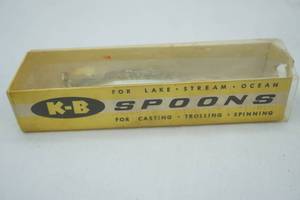 FOR LAKE · STREAM · OCEAN
K-B SPOONS
FOR CASTING · TROLLING · SPINNING